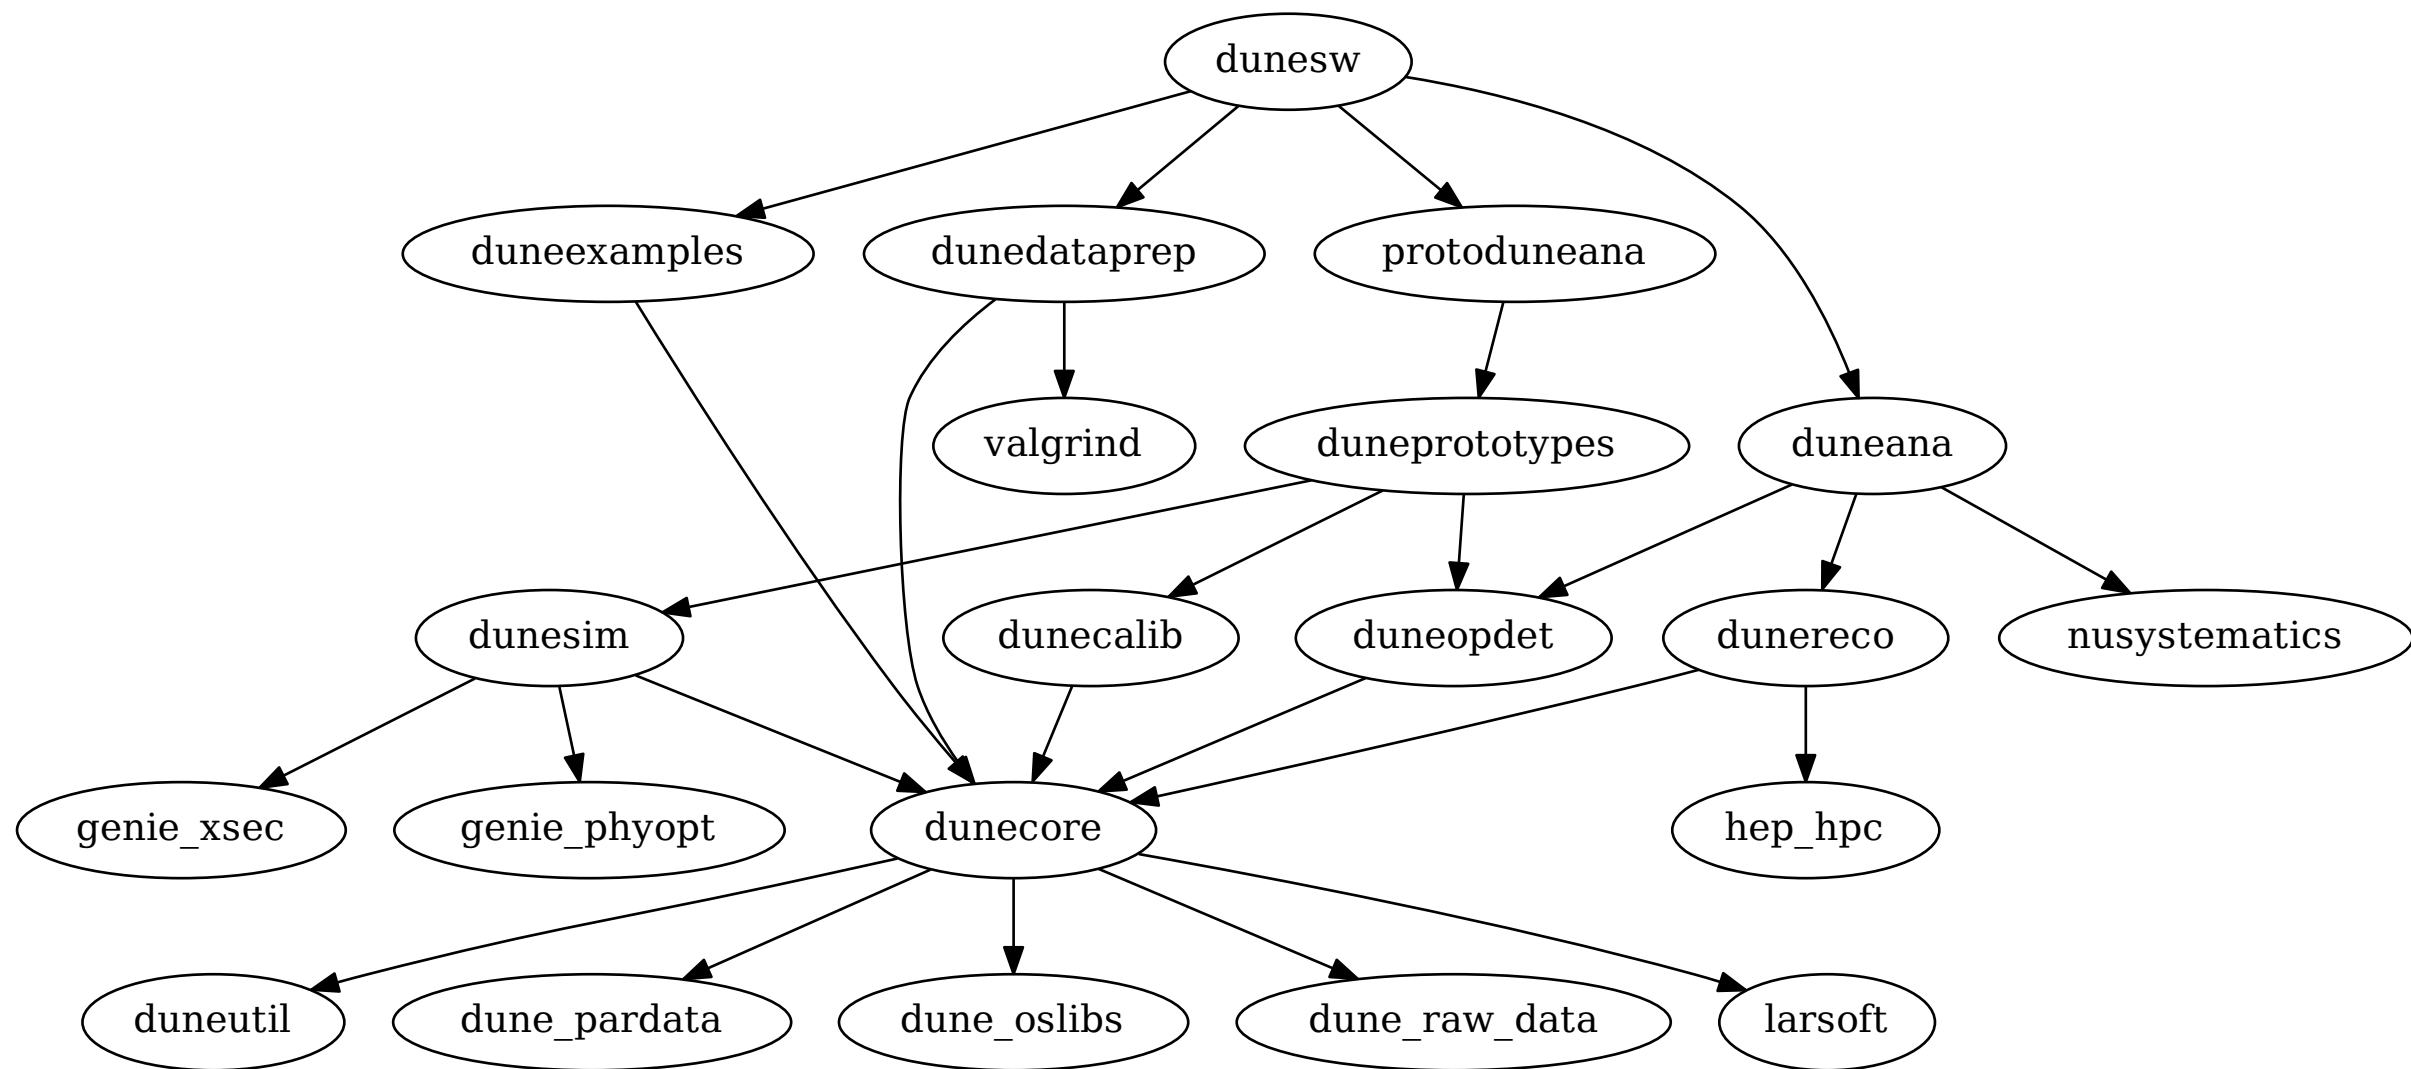 dunesw
duneexamples
dunedataprep
protoduneana
valgrind
duneprototypes
duneana
dunesim
dunecalib
duneopdet
dunereco
nusystematics
genie_xsec
genie_phyopt
dunecore
hep_hpc
duneutil
dune_pardata
dune_oslibs
dune_raw_data
larsoft